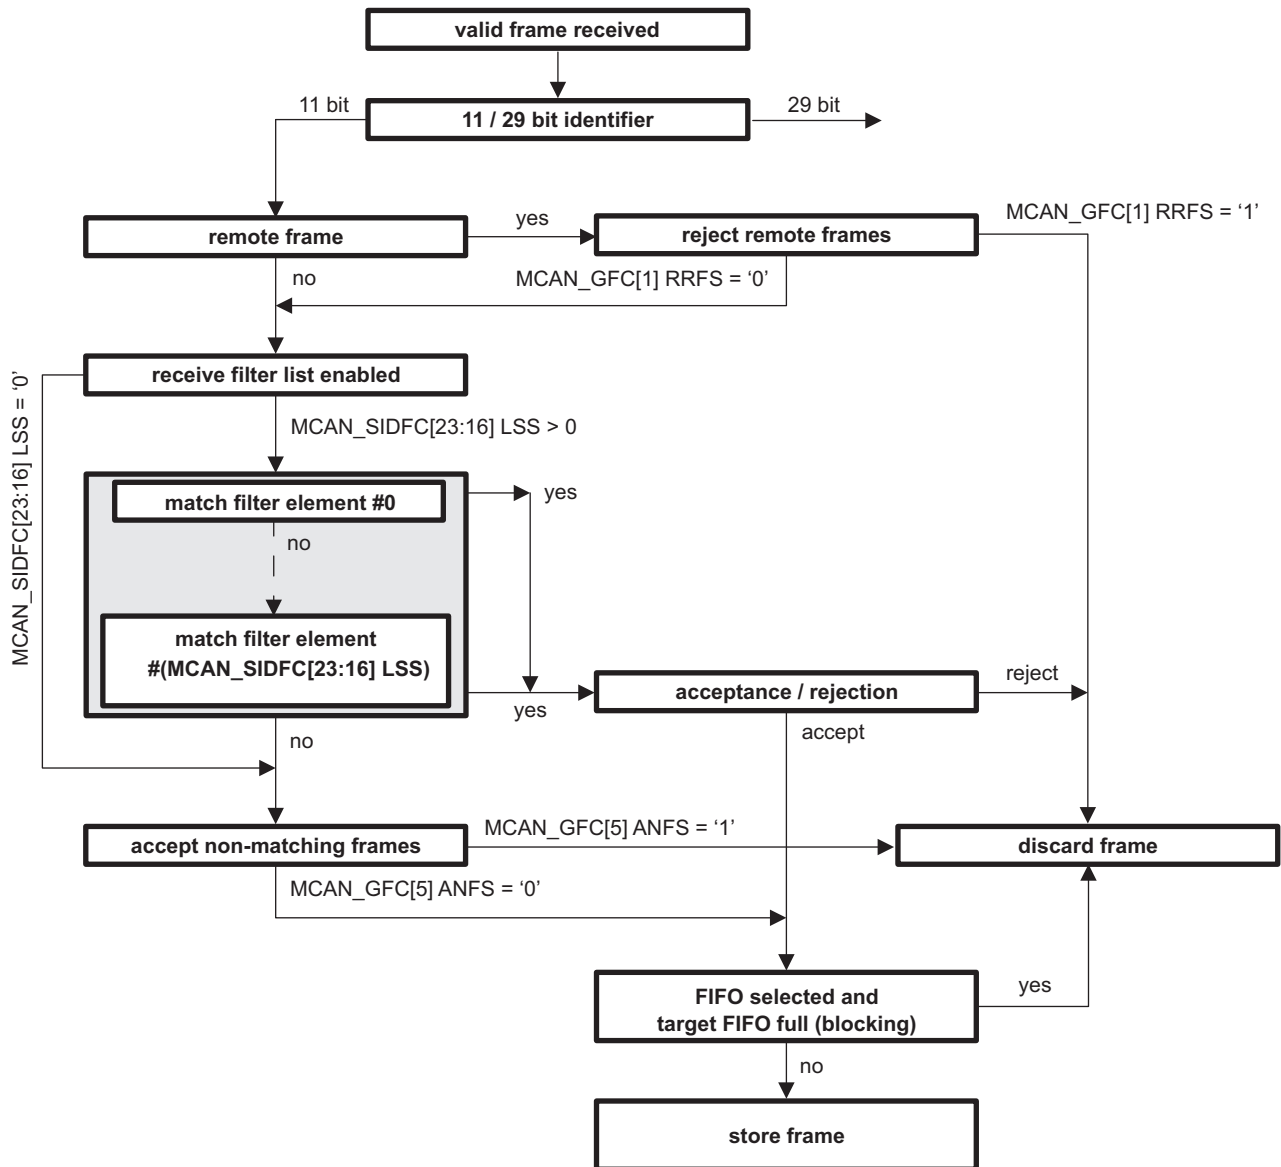 valid frame received
11 bit
11 / 29 bit identifier
29 bit
remote frame
yes
reject remote frames
MCAN_GFC[1] RRFS = ‘1’
no
MCAN_GFC[1] RRFS = ‘0’
receive filter list enabled
MCAN_SIDFC[23:16] LSS = ‘0’
MCAN_SIDFC[23:16] LSS > 0
match filter element #0
yes
no
match filter element
#(MCAN_SIDFC[23:16] LSS)
yes
acceptance / rejection
reject
accept
no
accept non-matching frames
MCAN_GFC[5] ANFS = ‘1’
discard frame
MCAN_GFC[5] ANFS = ‘0’
FIFO selected and
target FIFO full (blocking)
yes
no
store frame